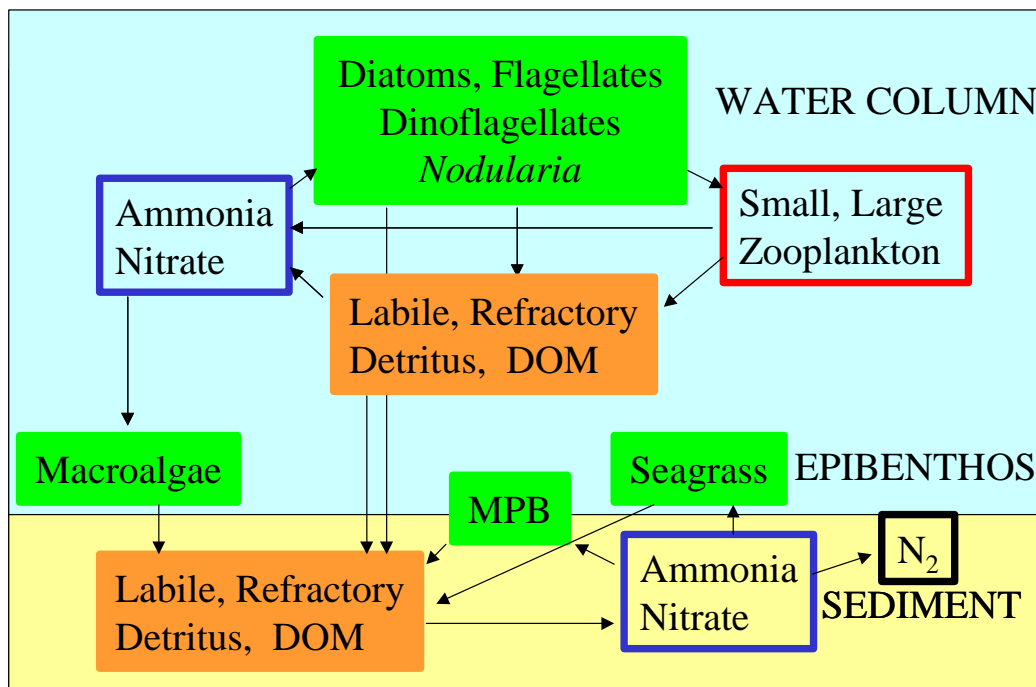 Diatoms, Flagellates
Dinoflagellates
Nodularia
WATER COLUMN
Ammonia
Nitrate
Small, Large
Zooplankton
Labile, Refractory
Detritus, DOM
Macroalgae
Seagrass
EPIBENTHOS
MPB
Labile, Refractory
Detritus, DOM
Ammonia
Nitrate
N₂
SEDIMENT